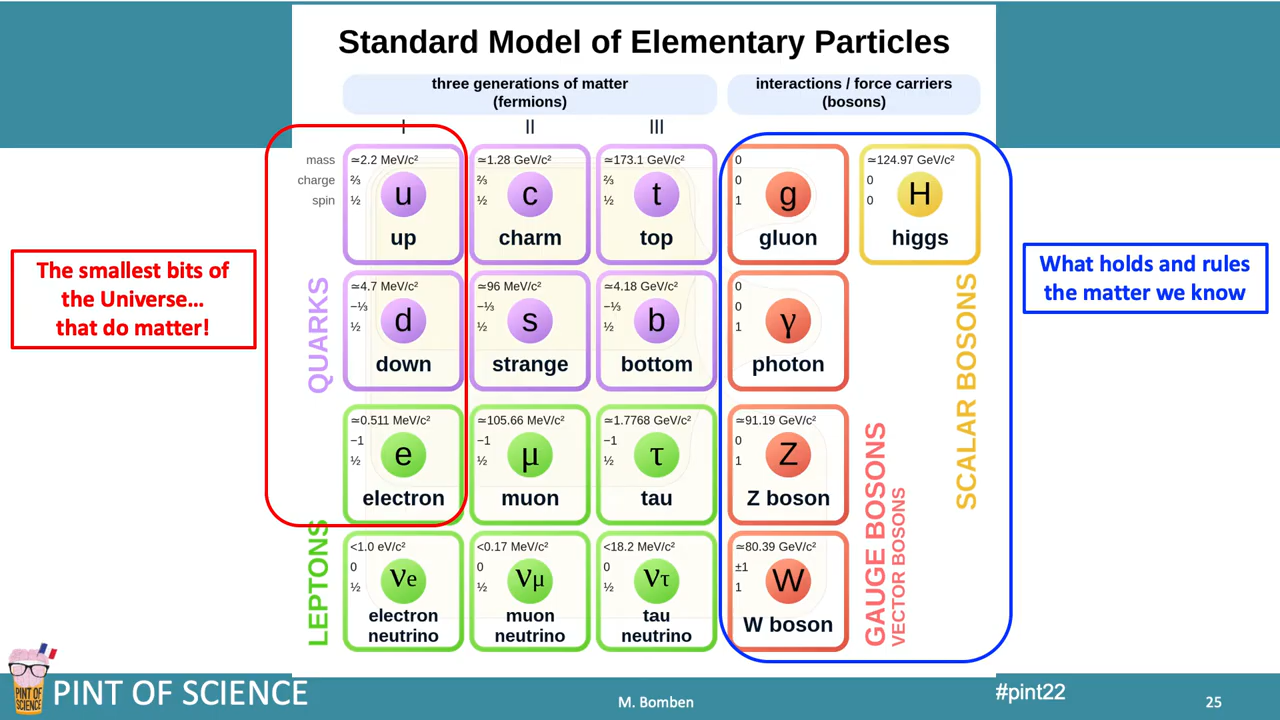 Standard Model of Elementary Particles
three generations of matter
(fermions)
interactions / force carriers
(bosons)
I
II
III
mass
charge
spin
≃2.2 MeV/c²
⅔
½
u
up
≃1.28 GeV/c²
⅔
½
c
charm
≃173.1 GeV/c²
⅔
½
t
top
0
0
1
g
gluon
≃124.97 GeV/c²
0
0
H
higgs
The smallest bits of
the Universe...
that do matter!
What holds and rules
the matter we know
QUARKS
≃4.7 MeV/c²
−⅓
½
d
down
≃96 MeV/c²
−⅓
½
s
strange
≃4.18 GeV/c²
−⅓
½
b
bottom
0
0
1
γ
photon
SCALAR BOSONS
LEPTONS
≃0.511 MeV/c²
−1
½
e
electron
≃105.66 MeV/c²
−1
½
μ
muon
≃1.7768 GeV/c²
−1
½
τ
tau
≃91.19 GeV/c²
0
1
Z
Z boson
GAUGE BOSONS
VECTOR BOSONS
<1.0 eV/c²
0
½
νe
electron
neutrino
<0.17 MeV/c²
0
½
νμ
muon
neutrino
<18.2 MeV/c²
0
½
ντ
tau
neutrino
≃80.39 GeV/c²
±1
1
W
W boson
PINT OF
SCIENCE
PINT OF SCIENCE
M. Bomben
#pint22
25